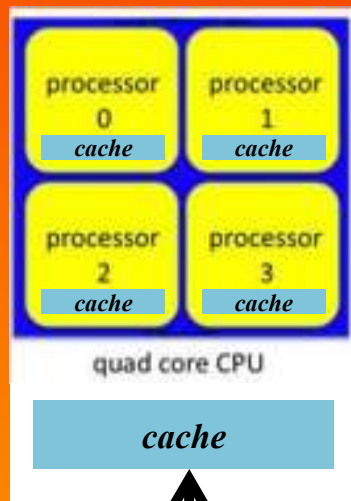 processor
0
cache
processor
1
cache
processor
2
cache
processor
3
cache
quad core CPU
cache